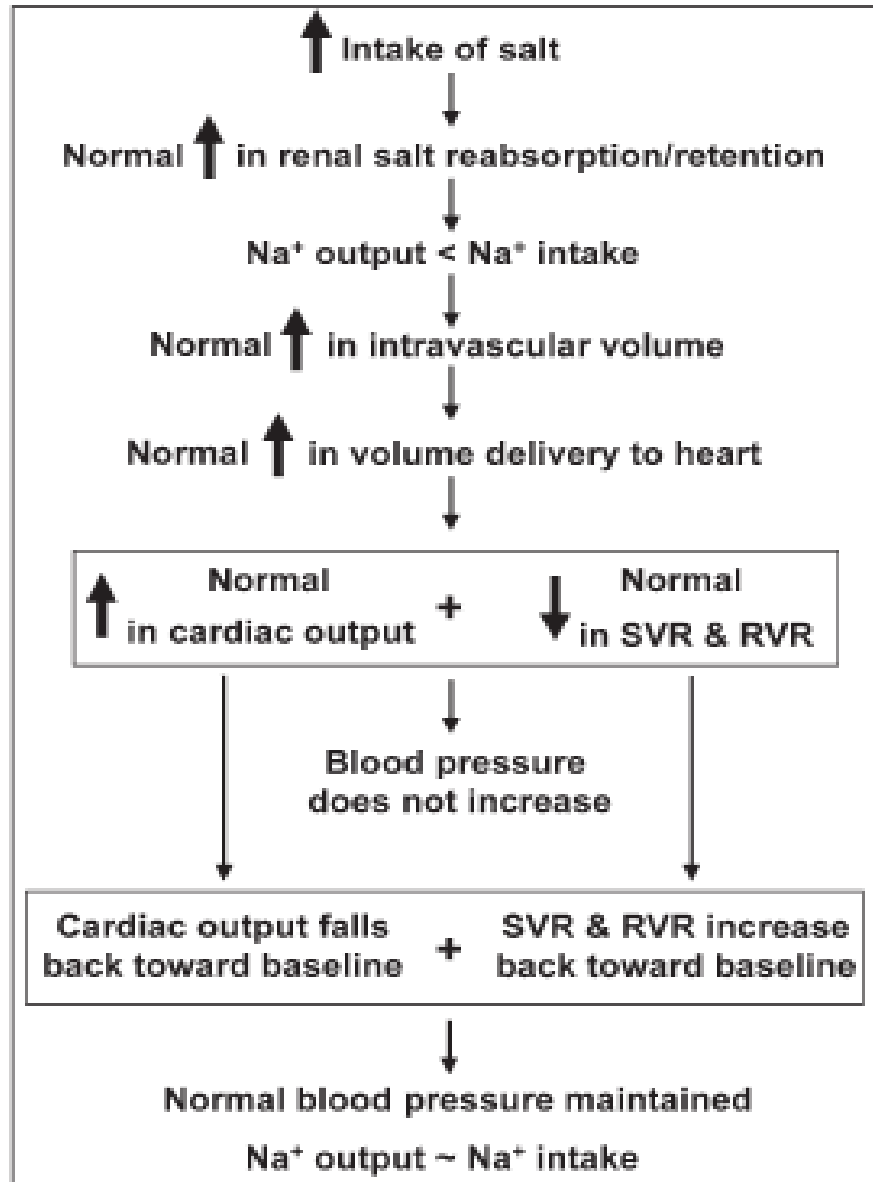 ↑ Intake of salt
Normal ↑ in renal salt reabsorption/retention
Na⁺ output < Na⁺ intake
Normal ↑ in intravascular volume
Normal ↑ in volume delivery to heart
↑ Normal
in cardiac output
+
↓ Normal
in SVR & RVR
Blood pressure
does not increase
Cardiac output falls
back toward baseline
+
SVR & RVR increase
back toward baseline
Normal blood pressure maintained
Na⁺ output ~ Na⁺ intake